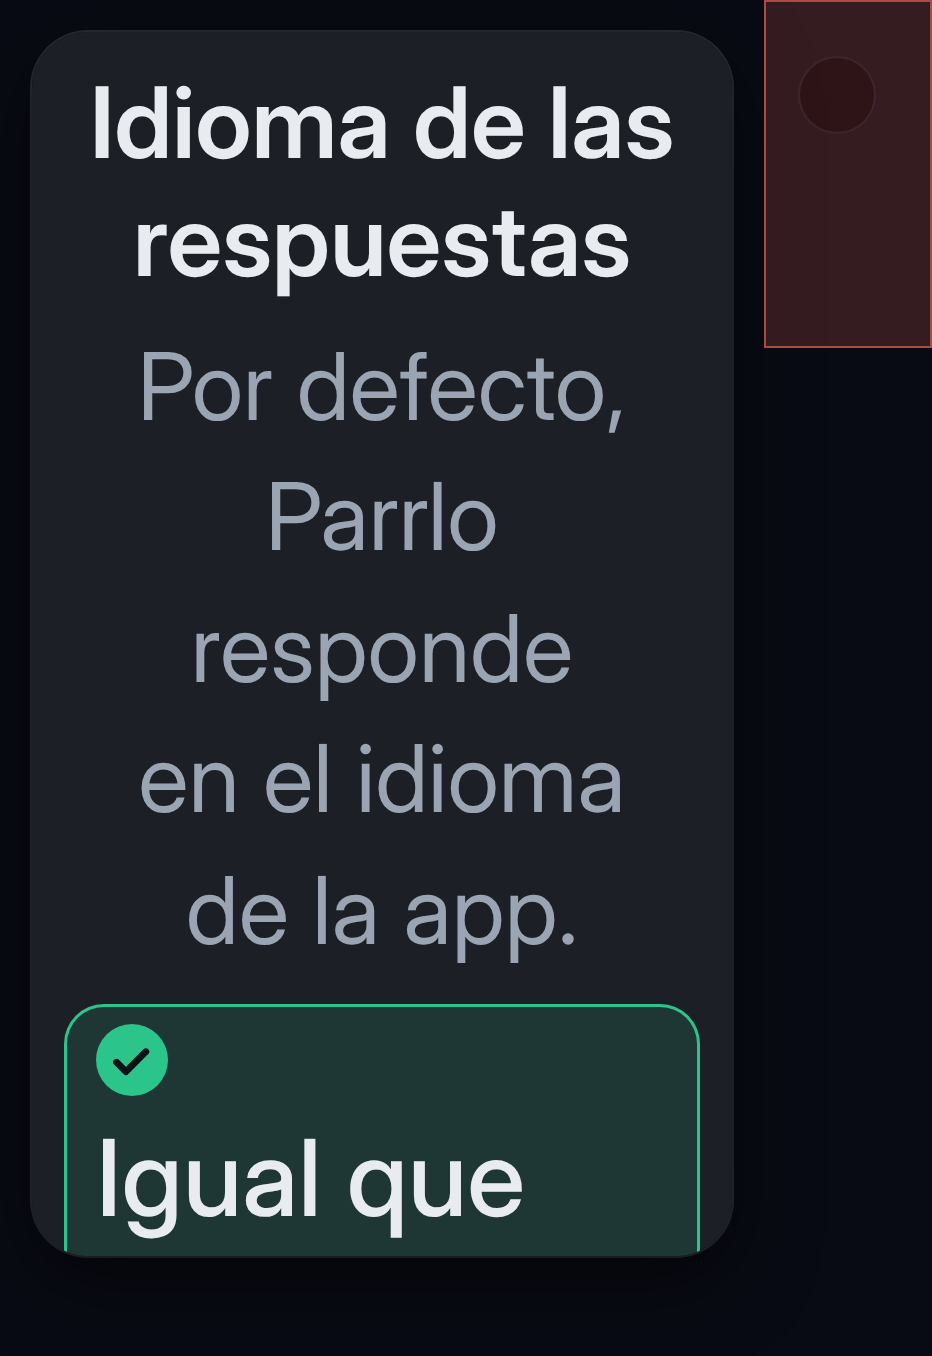 Idioma de las
respuestas
Por defecto,
Parrlo
responde
en el idioma
de la app.
Igual que